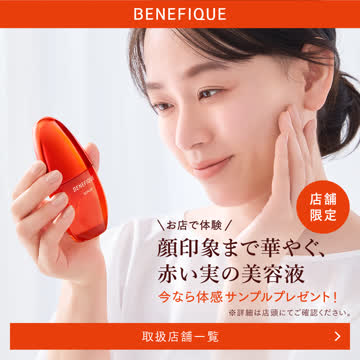 BENEFIQUE
BENEFIQUE
店舗
限定
\お店で体験/
顔印象まで華やぐ、
赤い実の美容液
今なら体感サンプルプレゼント!
※詳細は店頭にてご確認ください。
取扱店舗一覧